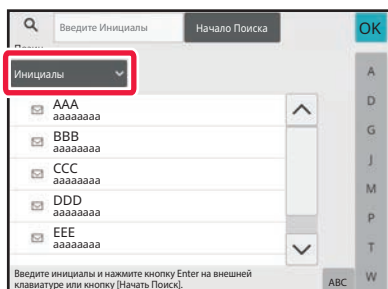 Введите Инициалы
Начало Поиска
OK
Инициалы
A
D
G
J
M
P
T
W
AAA
aaaaaaaa
BBB
aaaaaaaa
CCC
aaaaaaaa
DDD
aaaaaaaa
EEE
aaaaaaaa
Введите инициалы и нажмите кнопку Enter на внешней
клавиатуре или кнопку [Начать Поиск].
ABC